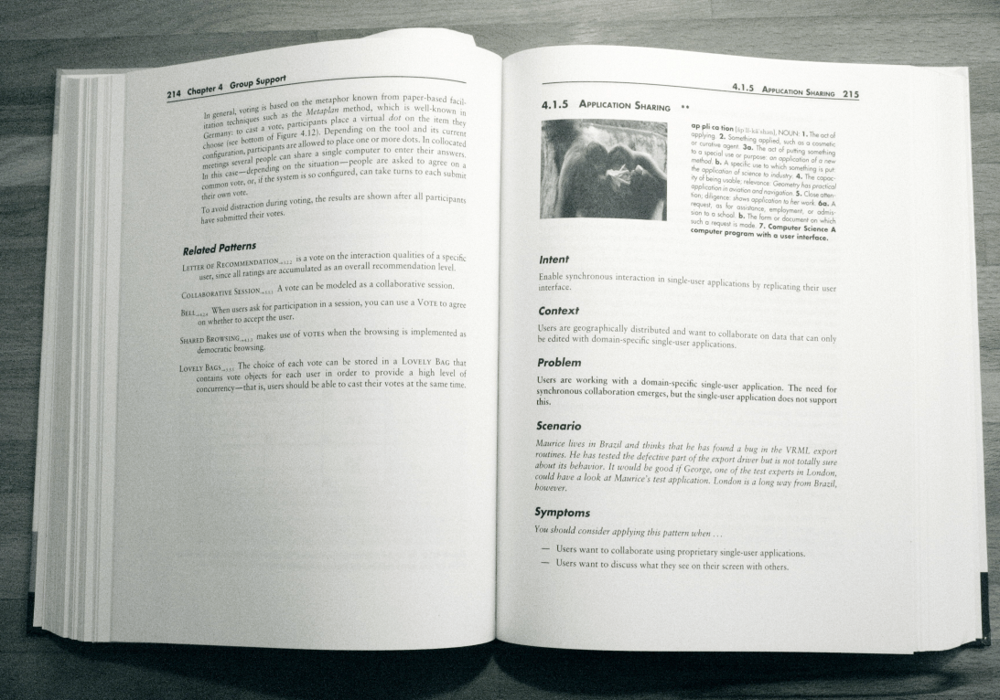 214 Chapter 4 Group Support
In general, voting is based on the metaphor known from paper-based facil-
itation techniques such as the Metaplan method, which is well-known in
Germany: to cast a vote, participants place a virtual dot on the item they
choose (see bottom of Figure 4.12). Depending on the tool and its current
configuration, participants are allowed to place one or more dots. In collocated
meetings several people can share a single computer to enter their answers.
In this case—depending on the situation—people are asked to agree on a
common vote, or, if the system is so configured, can take turns to each submit
their own vote.
To avoid distraction during voting, the results are shown after all participants
have submitted their votes.
Related Patterns
LETTER OF RECOMMENDATION is a vote on the interaction qualities of a specific
user, since all ratings are accumulated as an overall recommendation level.
COLLABORATIVE SESSION A vote can be modeled as a collaborative session.
BELL When users ask for participation in a session, you can use a VOTE to agree
on whether to accept the user.
SHARED BROWSING makes use of VOTES when the browsing is implemented as
democratic browsing.
LOVELY BAGS The choice of each vote can be stored in a LOVELY BAG that
contains vote objects for each user in order to provide a high level of
concurrency—that is, users should be able to cast their votes at the same time.
4.1.5 APPLICATION SHARING 215
4.1.5 APPLICATION SHARING **
ap pli ca tion NOUN: 1. The act of
applying. 2. Something applied, such as a cosmetic
or curative agent. 3a. The act of putting something
to a special use or purpose: an application of a new
method. b. A specific use to which something is put:
the application of science to industry. 4. The capac-
ity of being usable; relevance: Geometry has practical
application in aviation and navigation. 5. Close atten-
tion; diligence: shows application to her work. 6a. A
request, as for assistance, employment, or admis-
sion to a school. b. The form or document on which
such a request is made. 7. Computer Science A
computer program with a user interface.
Intent
Enable synchronous interaction in single-user applications by replicating their user
interface.
Context
Users are geographically distributed and want to collaborate on data that can only
be edited with domain-specific single-user applications.
Problem
Users are working with a domain-specific single-user application. The need for
synchronous collaboration emerges, but the single-user application does not support
this.
Scenario
Maurice lives in Brazil and thinks that he has found a bug in the VRML export
routines. He has tested the defective part of the export driver but is not totally sure
about its behavior. It would be good if George, one of the test experts in London,
could have a look at Maurice's test application. London is a long way from Brazil,
however.
Symptoms
You should consider applying this pattern when ...
— Users want to collaborate using proprietary single-user applications.
— Users want to discuss what they see on their screen with others.